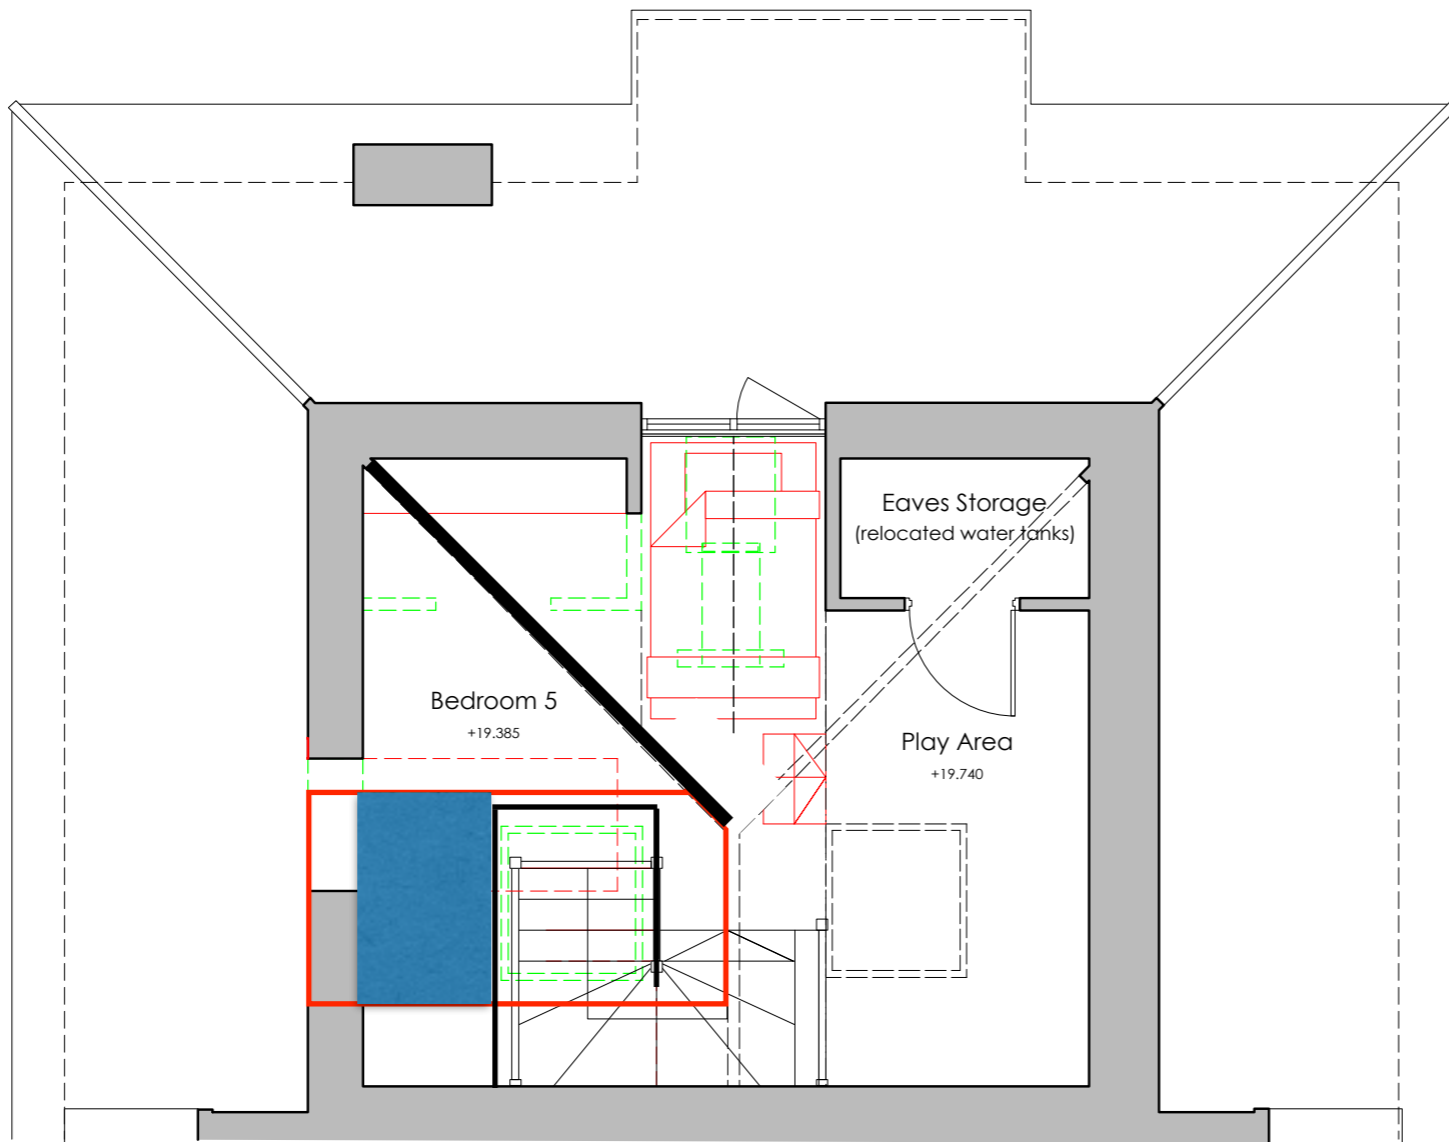 Eaves Storage
(relocated water tanks)
Bedroom 5
+19.385
Play Area
+19.740